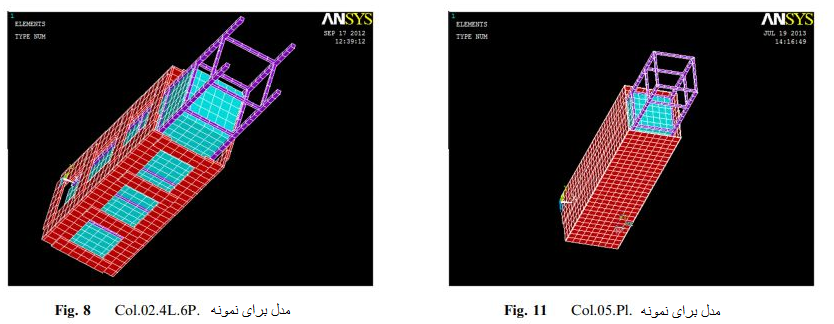 1
ELEMENTS
TYPE NUM
ANSYS
SEP 17 2012
12:39:12
Fig. 8 Col.02.4L.6P. مدل برای نمونه
1
ELEMENTS
TYPE NUM
ANSYS
JUL 19 2013
14:16:49
Fig. 11 Col.05.Pl. مدل برای نمونه